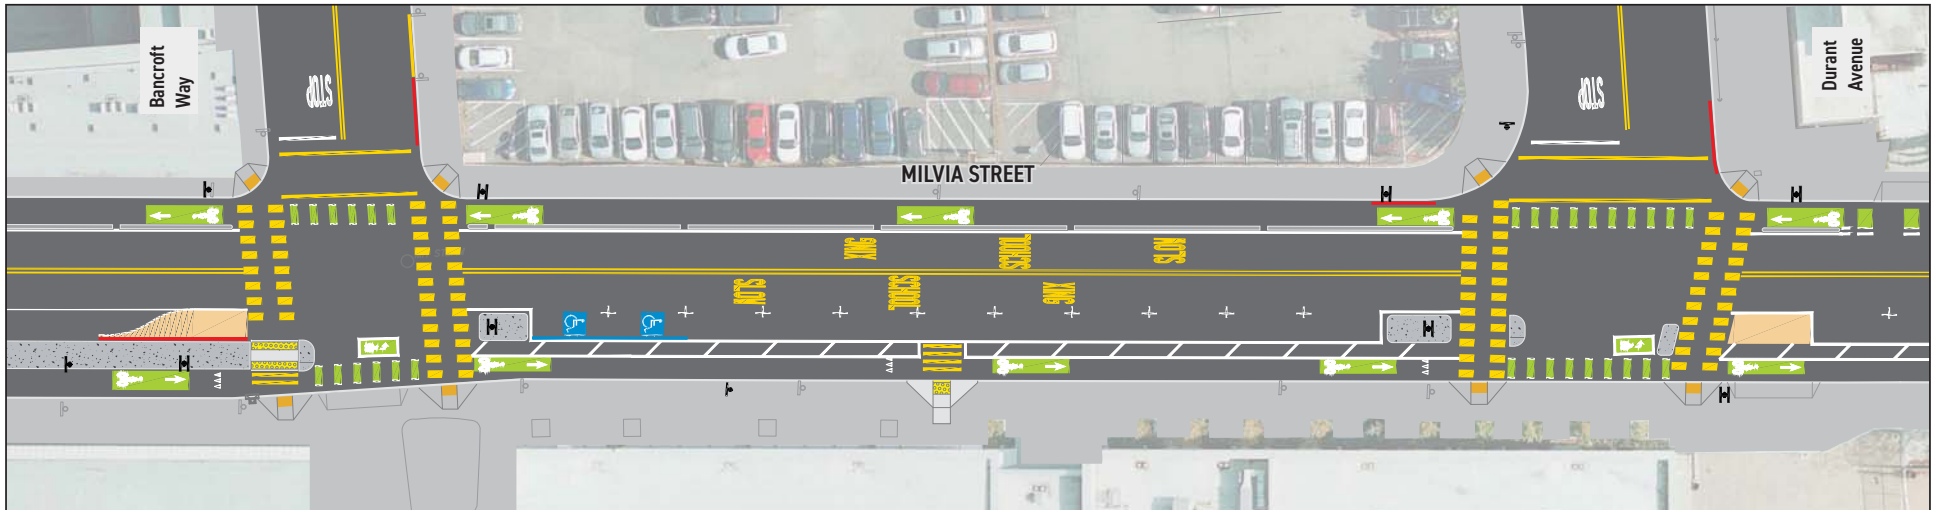 Bancroft
Way
STOP
STOP
Durant
Avenue
MILVIA STREET
XING
SCHOOL
SLOW
SLOW
SCHOOL
XING